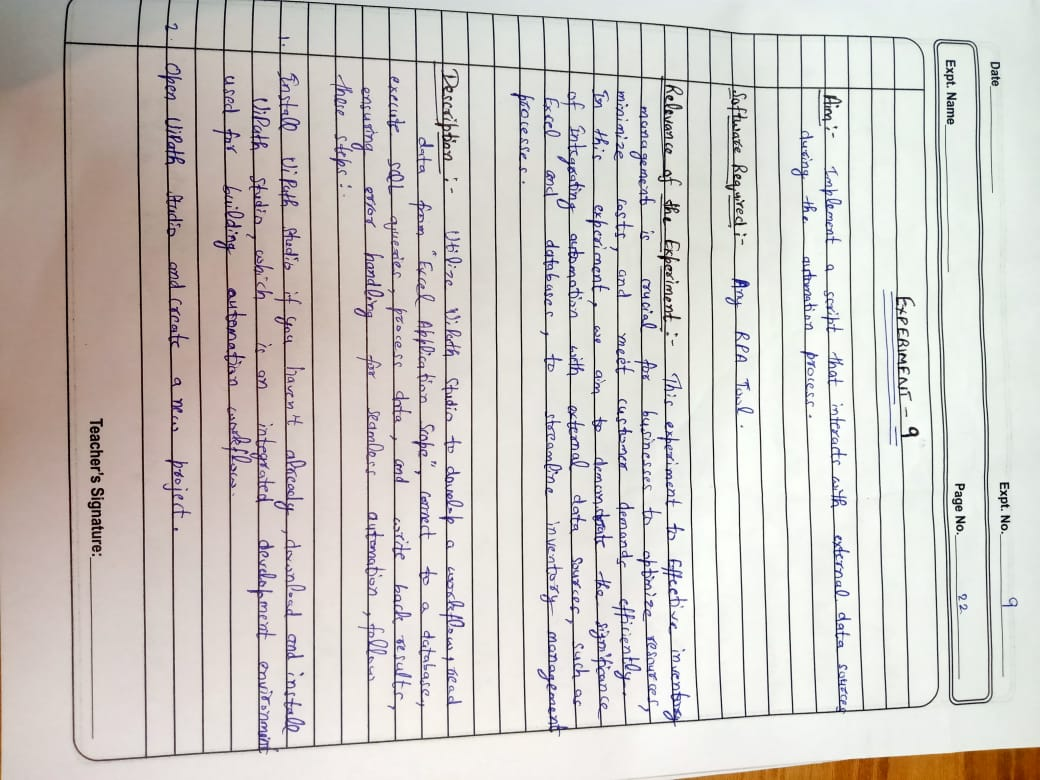 Date
Expt. No. 9
Expt. Name
Page No. 22
EXPERIMENT - 9
Aim:- Implement a script that interacts with external data sources
during the automation process.
Software Required:- Any RPA Tool.
Relevance of the Experiment:- This experiment to Effective inventory
management is crucial for businesses to optimize resources,
minimize costs, and meet customer demands efficiently.
In this experiment, we aim to demonstrate the significance
of Integrating automation with external data sources, such as
Excel and databases, to streamline inventory management
processes.
Description :- Utilize UiPath Studio to develop a workflow, read
data from "Excel Application Scope", connect to a database,
execute SQL queries, process data, and write back results,
ensuring error handling for seamless automation, follow
these steps:-
1. Install UiPath studio if you haven't already, download and install
UiPath Studio, which is an integrated development environment
used for building automation workflows.
2. Open UiPath studio and create a new project.
Teacher's Signature: